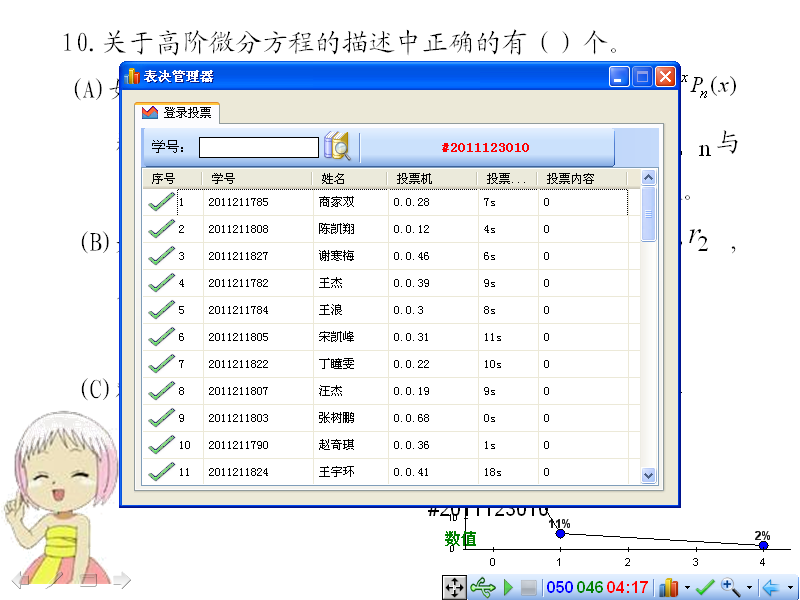 10.关于高阶微分方程的描述中正确的有（ ）个。
(A)
表决管理器
x Pn(x)
登录投票
学号：
#2011123010
, n与
序号 学号 姓名 投票机 投票... 投票内容
1 2011211785 商家双 0.0.28 7s 0
。
2 2011211808 陈凯翔 0.0.12 4s 0
(B)
r2 ,
3 2011211827 谢寒梅 0.0.46 6s 0
4 2011211782 王杰 0.0.39 9s 0
5 2011211784 王浪 0.0.3 8s 0
6 2011211805 宋凯峰 0.0.31 11s 0
7 2011211822 丁瞳雯 0.0.22 10s 0
(C)
8 2011211807 汪杰 0.0.19 9s 0
9 2011211803 张树鹏 0.0.68 0s 0
10 2011211790 赵奇琪 0.0.36 1s 0
11 2011211824 王宇环 0.0.41 18s 0
#2011123010
10
11%
数值
2%
0
0 1 2 3 4
050 046 04:17